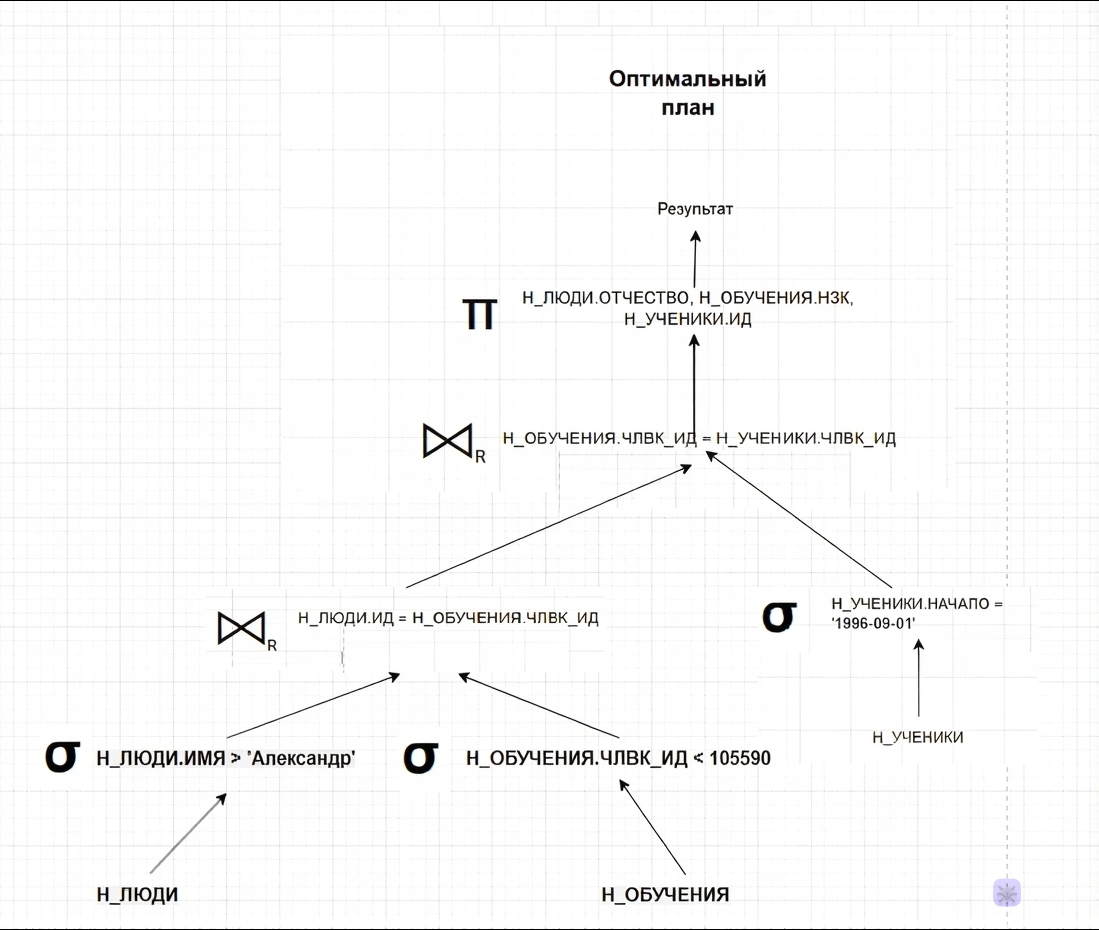 Оптимальный
план
Результат
π Н_ЛЮДИ.ОТЧЕСТВО, Н_ОБУЧЕНИЯ.НЗК,
Н_УЧЕНИКИ.ИД
⋈R Н_ОБУЧЕНИЯ.ЧЛВК_ИД = Н_УЧЕНИКИ.ЧЛВК_ИД
⋈R Н_ЛЮДИ.ИД = Н_ОБУЧЕНИЯ.ЧЛВК_ИД
σ Н_УЧЕНИКИ.НАЧАПО =
'1996-09-01'
Н_УЧЕНИКИ
σ Н_ЛЮДИ.ИМЯ > 'Александр'
σ Н_ОБУЧЕНИЯ.ЧЛВК_ИД < 105590
Н_ЛЮДИ
Н_ОБУЧЕНИЯ